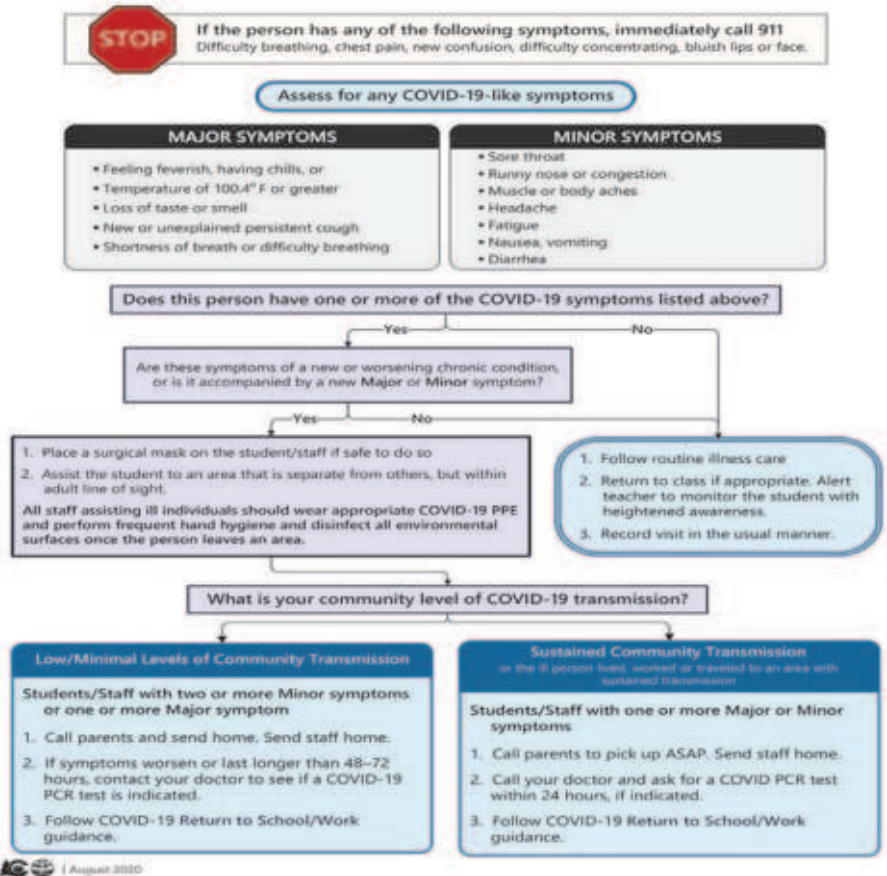 STOP
If the person has any of the following symptoms, immediately call 911
Difficulty breathing, chest pain, new confusion, difficulty concentrating, bluish lips or face.
Assess for any COVID-19-like symptoms
MAJOR SYMPTOMS
• Feeling feverish, having chills, or
• Temperature of 100.4° F or greater
• Loss of taste or smell
• New or unexplained persistent cough
• Shortness of breath or difficulty breathing
MINOR SYMPTOMS
• Sore throat
• Runny nose or congestion
• Muscle or body aches
• Headache
• Fatigue
• Nausea, vomiting
• Diarrhea
Does this person have one or more of the COVID-19 symptoms listed above?
Yes
No
Are these symptoms of a new or worsening chronic condition,
or is it accompanied by a new Major or Minor symptom?
Yes
No
1. Place a surgical mask on the student/staff if safe to do so
2. Assist the student to an area that is separate from others, but within
adult line of sight.
All staff assisting ill individuals should wear appropriate COVID-19 PPE
and perform frequent hand hygiene and disinfect all environmental
surfaces once the person leaves an area.
1. Follow routine illness care
2. Return to class if appropriate. Alert
teacher to monitor the student with
heightened awareness.
3. Record visit in the usual manner.
What is your community level of COVID-19 transmission?
Low/Minimal Levels of Community Transmission
Students/Staff with two or more Minor symptoms
or one or more Major symptom
1. Call parents and send home. Send staff home.
2. If symptoms worsen or last longer than 48–72
hours, contact your doctor to see if a COVID-19
PCR test is indicated.
3. Follow COVID-19 Return to School/Work
guidance.
Sustained Community Transmission
or the ill person lived, worked or traveled to an area with
sustained transmission
Students/Staff with one or more Major or Minor
symptoms
1. Call parents to pick up ASAP. Send staff home.
2. Call your doctor and ask for a COVID PCR test
within 24 hours, if indicated.
3. Follow COVID-19 Return to School/Work
guidance.
| August 2020